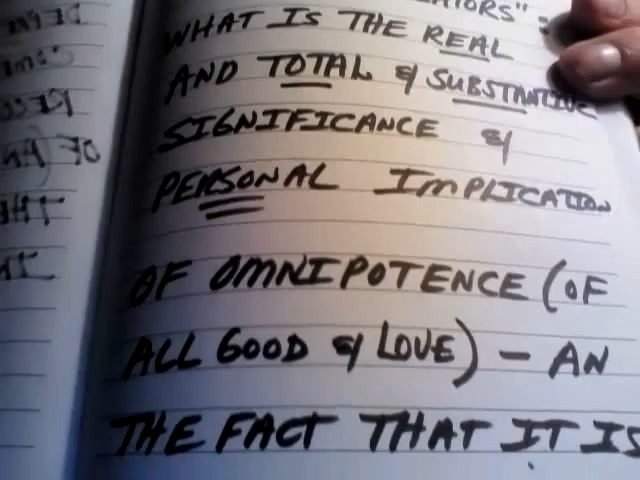 WHAT IS THE REAL
AND TOTAL & SUBSTANTIVE
SIGNIFICANCE &
PERSONAL IMPLICATION
OF OMNIPOTENCE (OF
ALL GOOD & LOVE) — AN
THE FACT THAT IT IS